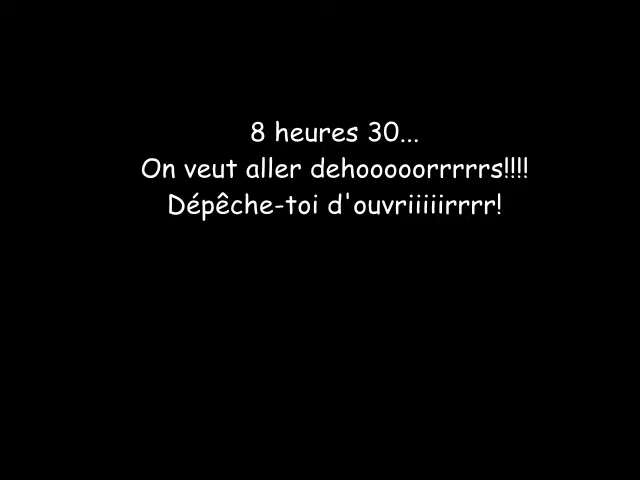 8 heures 30...
On veut aller dehooooorrrrrs!!!!
Dépêche-toi d'ouvriiiiirrrr!